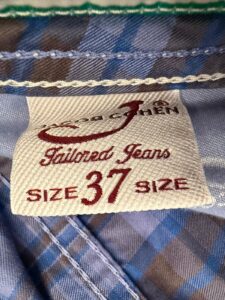 JACOB COHEN®
Tailored Jeans
SIZE 37 SIZE